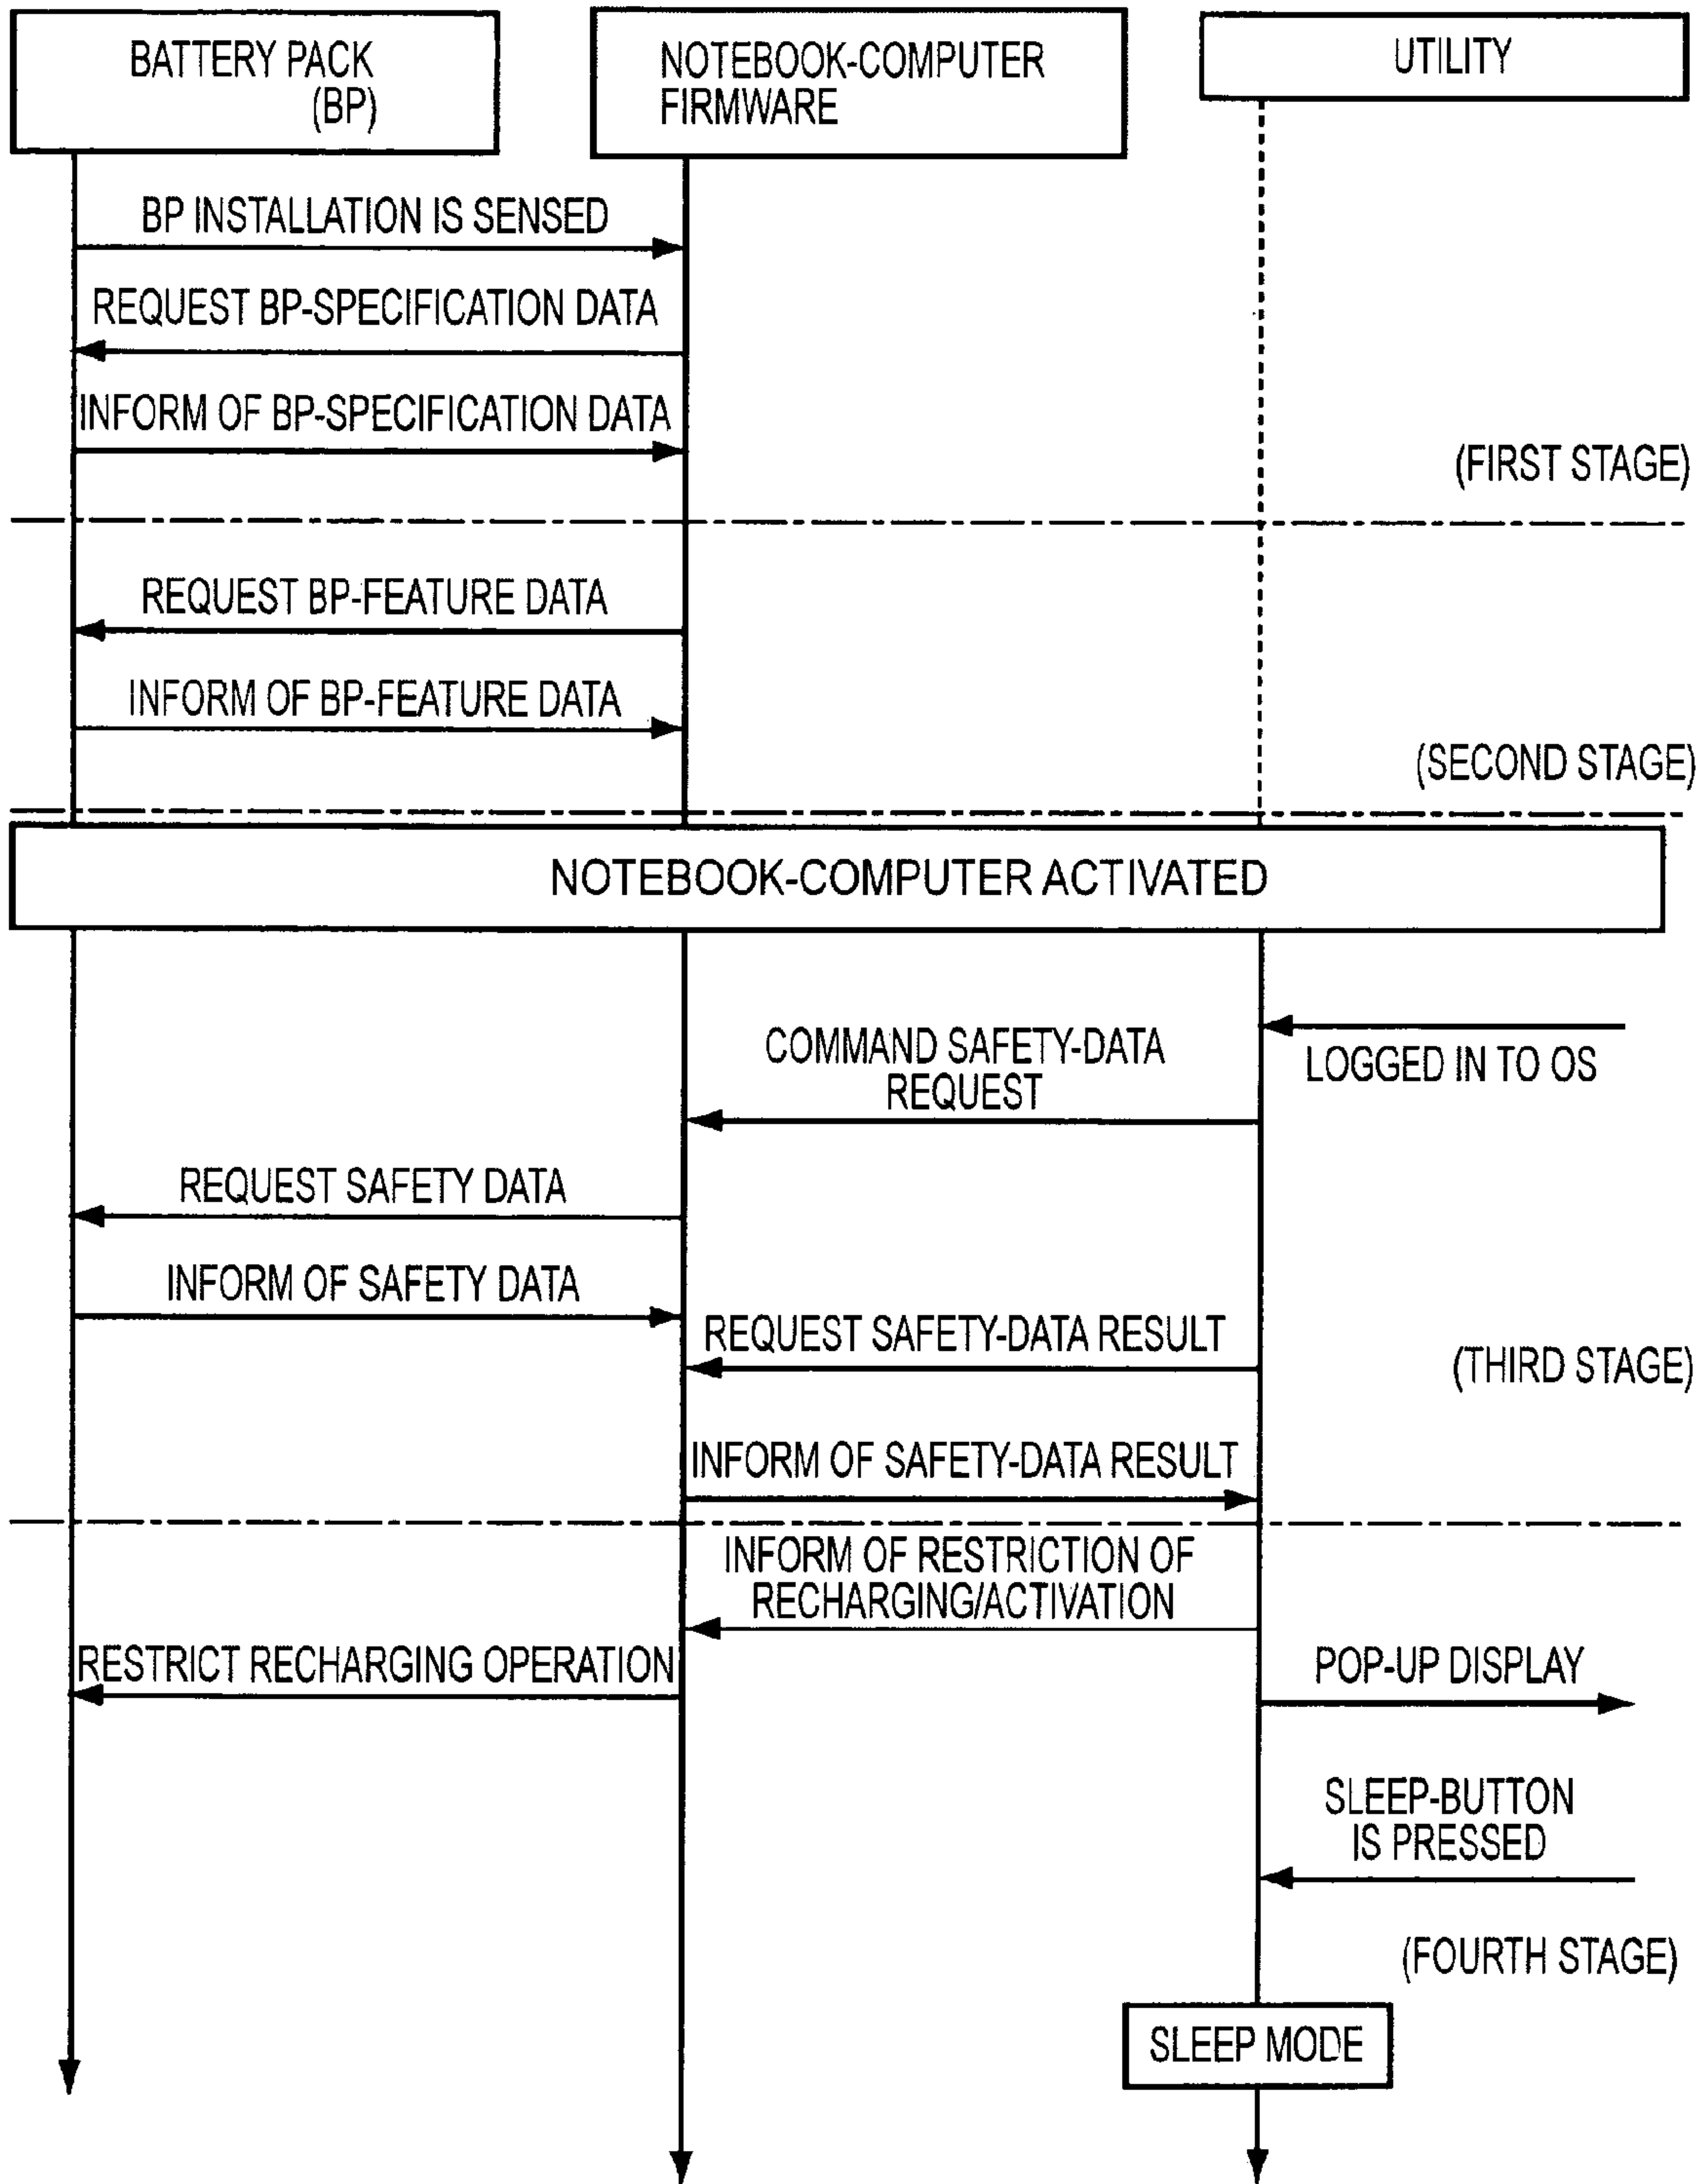 BATTERY PACK
(BP)
NOTEBOOK-COMPUTER
FIRMWARE
UTILITY
BP INSTALLATION IS SENSED
REQUEST BP-SPECIFICATION DATA
INFORM OF BP-SPECIFICATION DATA
(FIRST STAGE)
REQUEST BP-FEATURE DATA
INFORM OF BP-FEATURE DATA
(SECOND STAGE)
NOTEBOOK-COMPUTER ACTIVATED
LOGGED IN TO OS
COMMAND SAFETY-DATA
REQUEST
REQUEST SAFETY DATA
INFORM OF SAFETY DATA
REQUEST SAFETY-DATA RESULT
(THIRD STAGE)
INFORM OF SAFETY-DATA RESULT
INFORM OF RESTRICTION OF
RECHARGING/ACTIVATION
RESTRICT RECHARGING OPERATION
POP-UP DISPLAY
SLEEP-BUTTON
IS PRESSED
(FOURTH STAGE)
SLEEP MODE